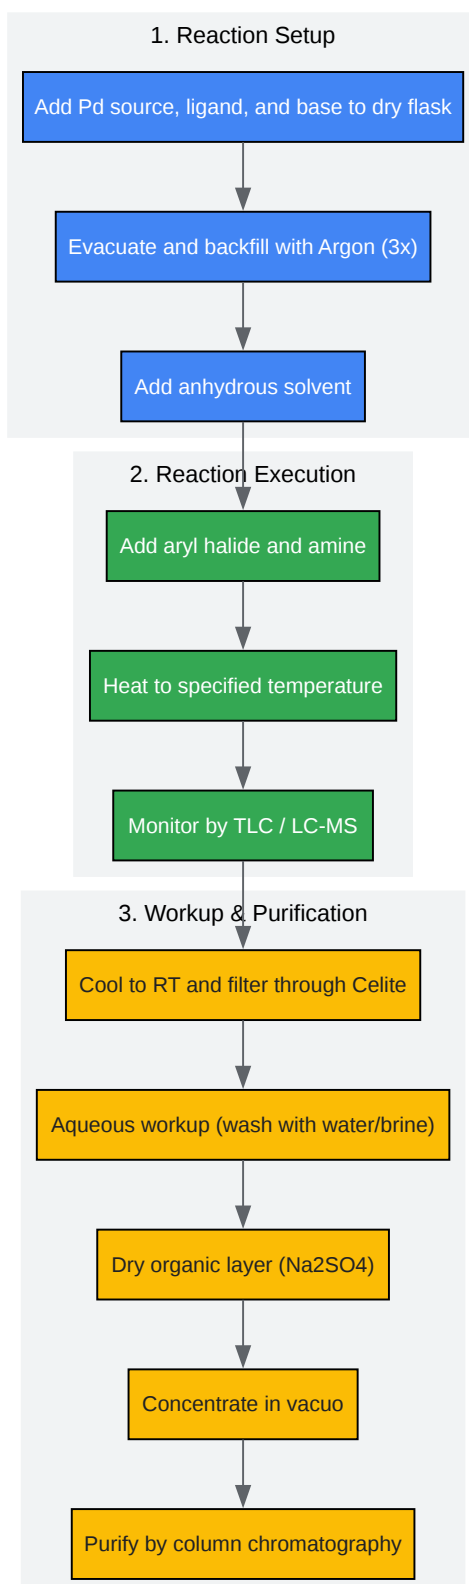 1. Reaction Setup
Add Pd source, ligand, and base to dry flask
Evacuate and backfill with Argon (3x)
Add anhydrous solvent
2. Reaction Execution
Add aryl halide and amine
Heat to specified temperature
Monitor by TLC / LC-MS
3. Workup & Purification
Cool to RT and filter through Celite
Aqueous workup (wash with water/brine)
Dry organic layer (Na2SO4)
Concentrate in vacuo
Purify by column chromatography